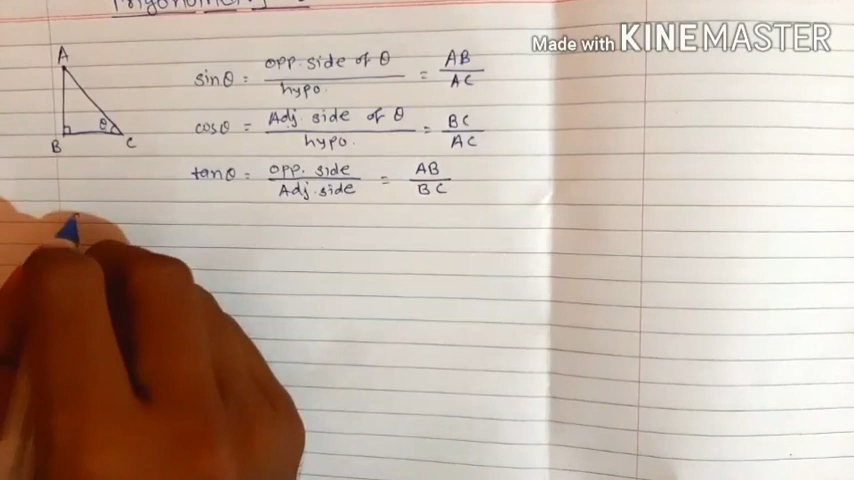 Trigonometry
Made with KINEMASTER
A
B
C
θ
sinθ = opp. side of θ / hypo. = AB / AC
cosθ = Adj. side of θ / hypo. = BC / AC
tanθ = opp. side / Adj. side = AB / BC